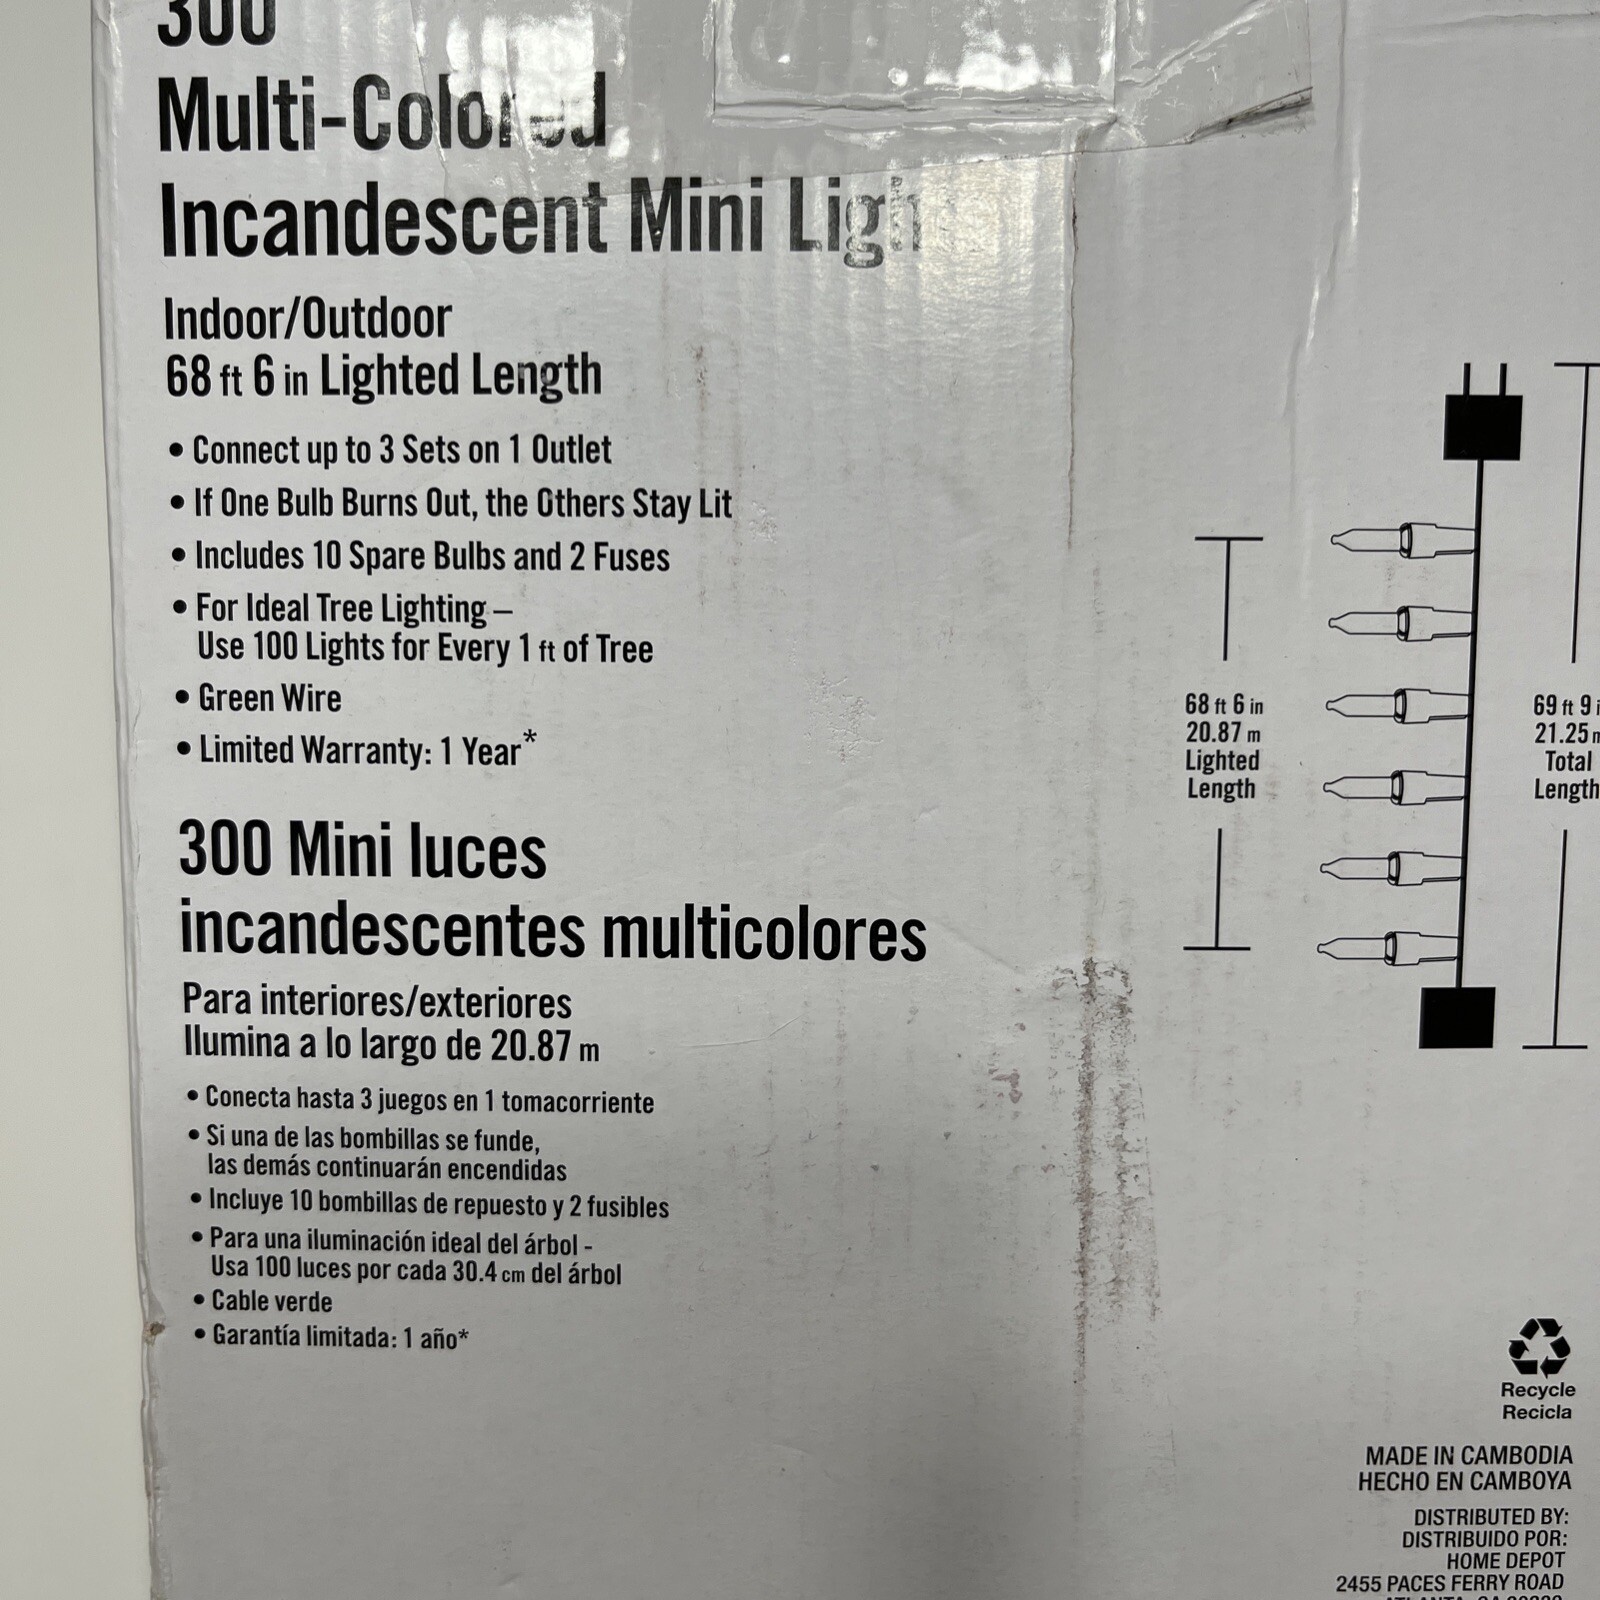 300
Multi-Colored
Incandescent Mini Ligh
Indoor/Outdoor
68 ft 6 in Lighted Length
• Connect up to 3 Sets on 1 Outlet
• If One Bulb Burns Out, the Others Stay Lit
• Includes 10 Spare Bulbs and 2 Fuses
• For Ideal Tree Lighting –
Use 100 Lights for Every 1 ft of Tree
• Green Wire
• Limited Warranty: 1 Year*
300 Mini luces
incandescentes multicolores
Para interiores/exteriores
Ilumina a lo largo de 20.87 m
• Conecta hasta 3 juegos en 1 tomacorriente
• Si una de las bombillas se funde,
las demás continuarán encendidas
• Incluye 10 bombillas de repuesto y 2 fusibles
• Para una iluminación ideal del árbol -
Usa 100 luces por cada 30.4 cm del árbol
• Cable verde
• Garantía limitada: 1 año*
68 ft 6 in
20.87 m
Lighted
Length
69 ft 9 i
21.25 m
Total
Length
Recycle
Recicla
MADE IN CAMBODIA
HECHO EN CAMBOYA
DISTRIBUTED BY:
DISTRIBUIDO POR:
HOME DEPOT
2455 PACES FERRY ROAD